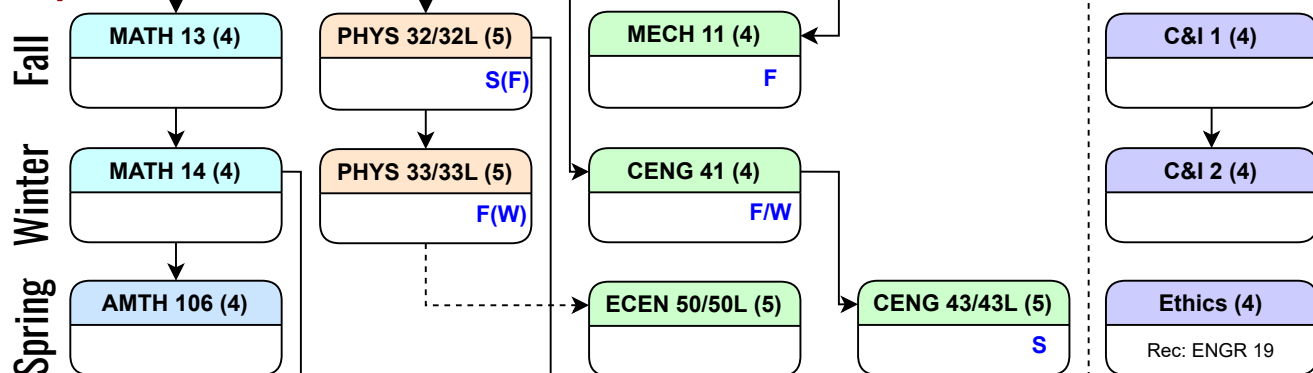 Fall
MATH 13 (4)
PHYS 32/32L (5)
S(F)
MECH 11 (4)
F
C&I 1 (4)
Winter
MATH 14 (4)
PHYS 33/33L (5)
F(W)
CENG 41 (4)
F/W
C&I 2 (4)
Spring
AMTH 106 (4)
ECEN 50/50L (5)
CENG 43/43L (5)
S
Ethics (4)
Rec: ENGR 19